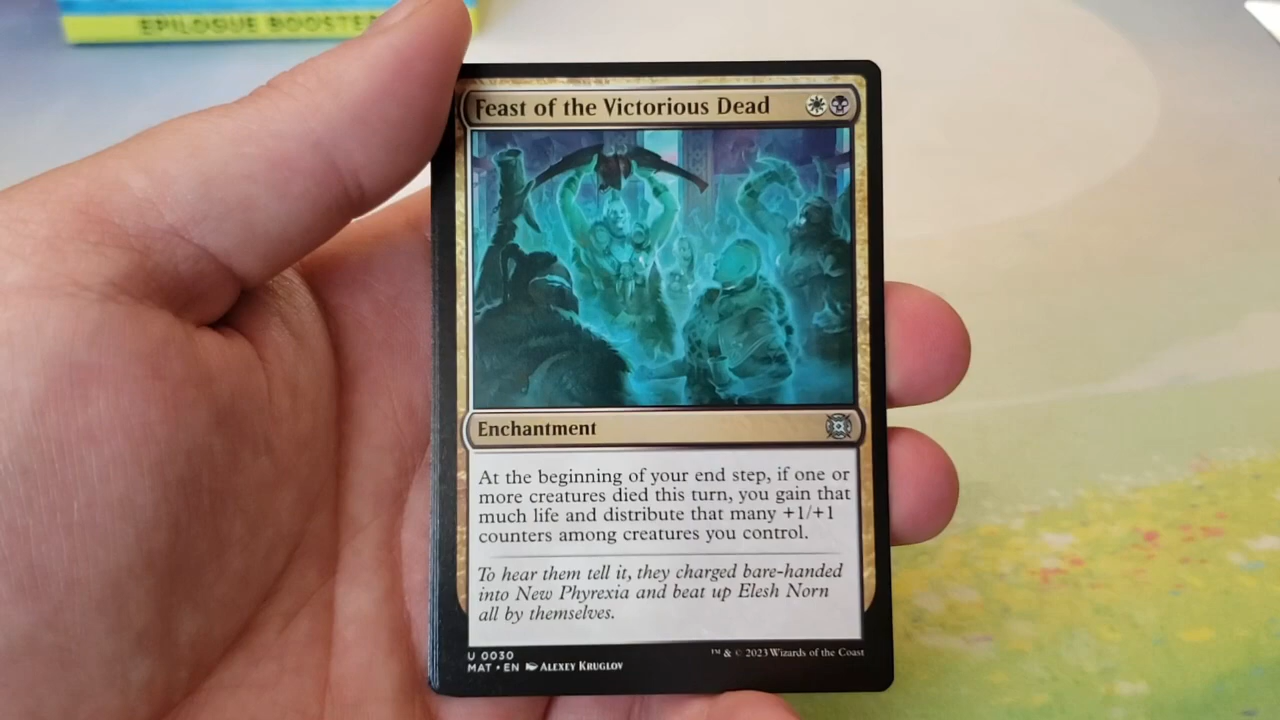 EPILOGUE BOOSTER
Feast of the Victorious Dead
Enchantment
At the beginning of your end step, if one or
more creatures died this turn, you gain that
much life and distribute that many +1/+1
counters among creatures you control.
To hear them tell it, they charged bare-handed
into New Phyrexia and beat up Elesh Norn
all by themselves.
U 0030
MAT • EN ALEXEY KRUGLOV
™ & © 2023 Wizards of the Coast